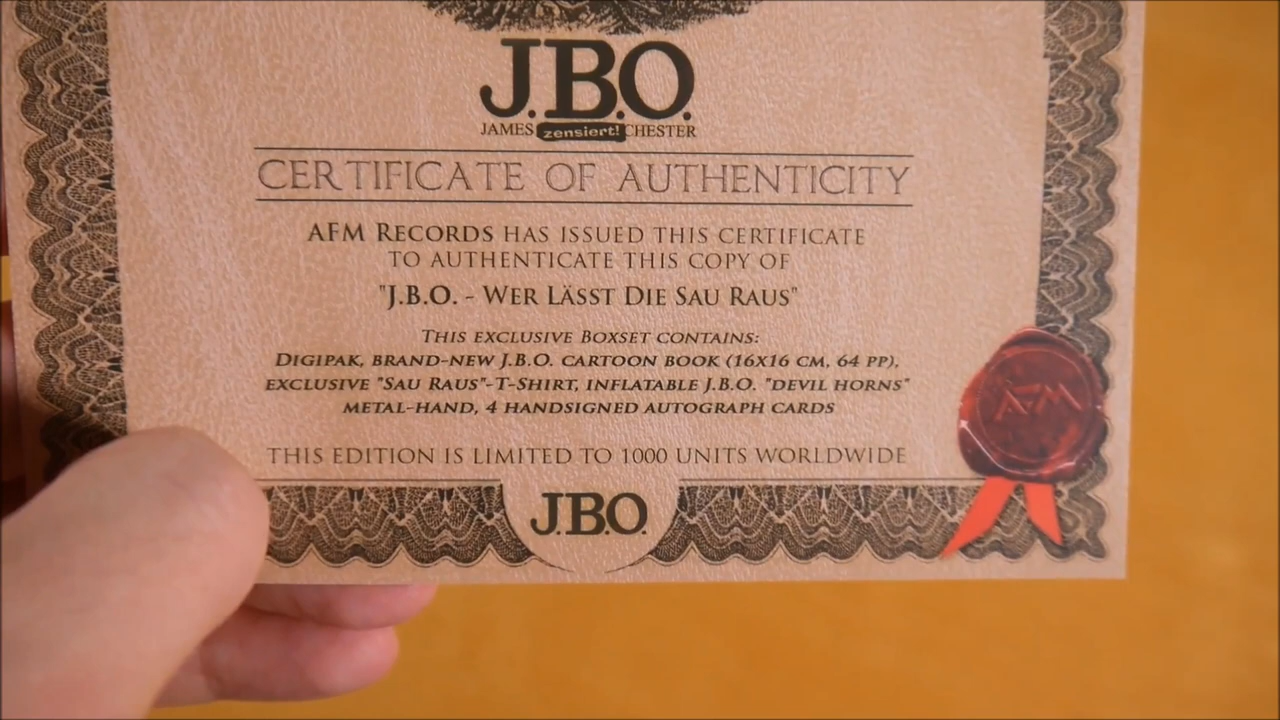 J.B.O.
JAMES zensiert! CHESTER
CERTIFICATE OF AUTHENTICITY
AFM RECORDS HAS ISSUED THIS CERTIFICATE
TO AUTHENTICATE THIS COPY OF
"J.B.O. - WER LÄSST DIE SAU RAUS"
THIS EXCLUSIVE BOXSET CONTAINS:
DIGIPAK, BRAND-NEW J.B.O. CARTOON BOOK (16X16 CM, 64 PP),
EXCLUSIVE "SAU RAUS"-T-SHIRT, INFLATABLE J.B.O. "DEVIL HORNS"
METAL-HAND, 4 HANDSIGNED AUTOGRAPH CARDS
THIS EDITION IS LIMITED TO 1000 UNITS WORLDWIDE
J.B.O.
AFM